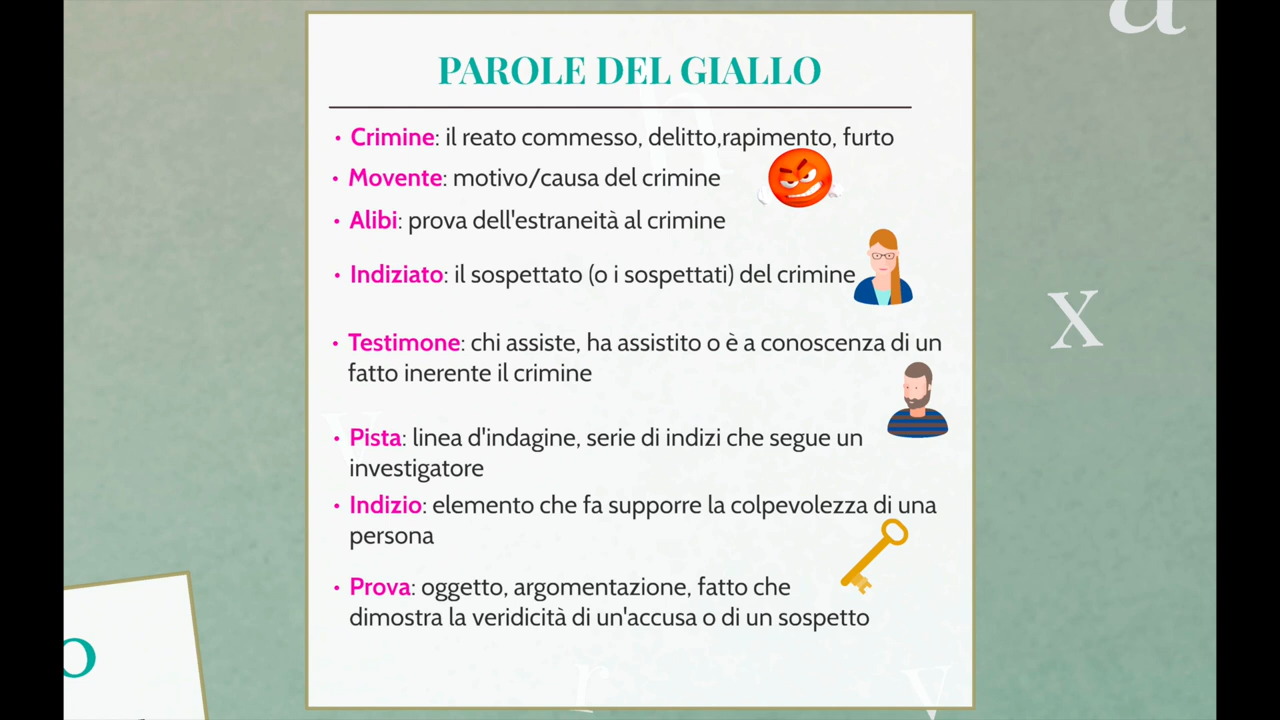 PAROLE DEL GIALLO
• Crimine: il reato commesso, delitto,rapimento, furto
• Movente: motivo/causa del crimine
• Alibi: prova dell'estraneità al crimine
• Indiziato: il sospettato (o i sospettati) del crimine
• Testimone: chi assiste, ha assistito o è a conoscenza di un
fatto inerente il crimine
• Pista: linea d'indagine, serie di indizi che segue un
investigatore
• Indizio: elemento che fa supporre la colpevolezza di una
persona
• Prova: oggetto, argomentazione, fatto che
dimostra la veridicità di un'accusa o di un sospetto
a
x
o
r
v